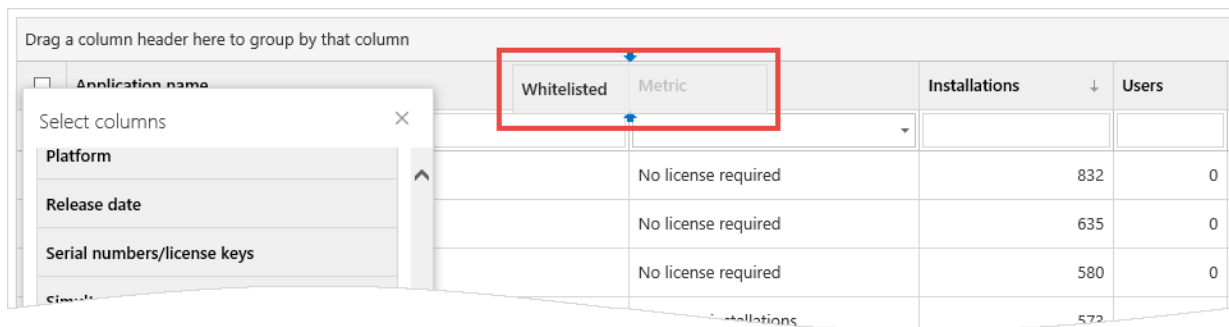 Drag a column header here to group by that column
Application name
Whitelisted Metric
Installations ↓
Users
Select columns ×
Platform
Release date
Serial numbers/license keys
No license required 832 0
No license required 635 0
No license required 580 0
573